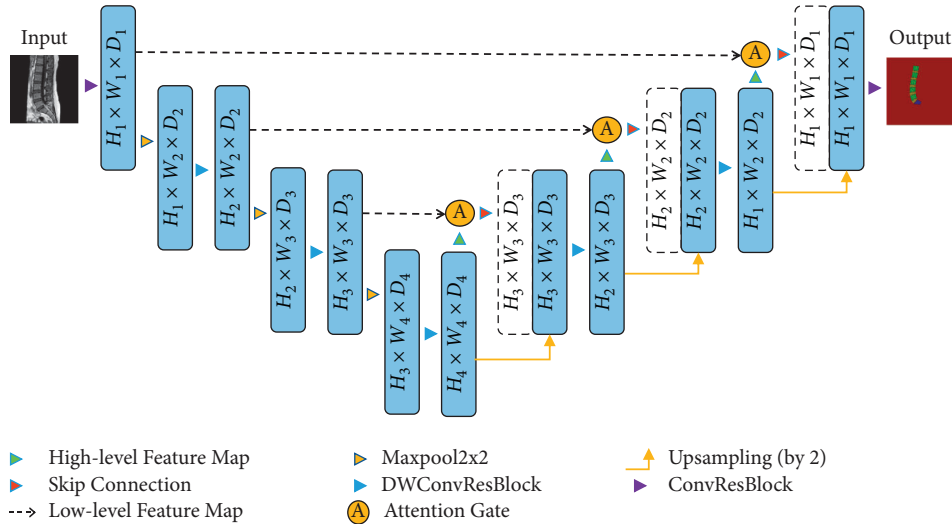 Input
H₁ × W₁ × D₁
H₁ × W₂ × D₂
H₂ × W₂ × D₂
H₂ × W₃ × D₃
H₃ × W₃ × D₃
H₃ × W₄ × D₄
H₄ × W₄ × D₄
A
H₃ × W₃ × D₃
H₃ × W₃ × D₃
H₂ × W₃ × D₃
A
H₂ × W₂ × D₂
H₂ × W₂ × D₂
H₁ × W₂ × D₂
A
H₁ × W₁ × D₁
H₁ × W₁ × D₁
Output
High-level Feature Map
Skip Connection
Low-level Feature Map
Maxpool2x2
DWConvResBlock
A Attention Gate
Upsampling (by 2)
ConvResBlock